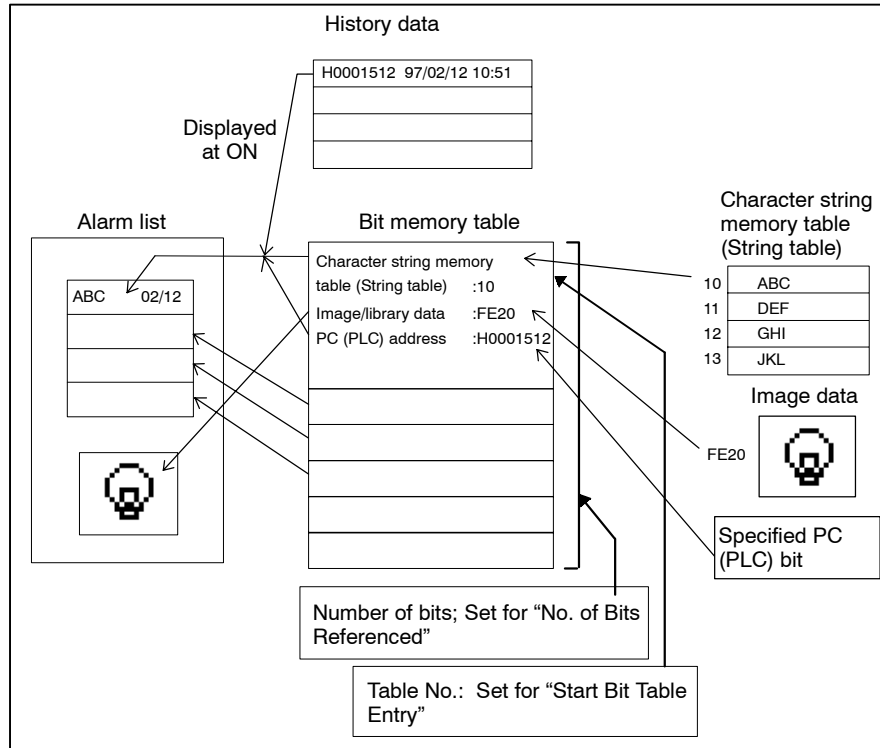 History data
H0001512 97/02/12 10:51
Displayed
at ON
Alarm list
ABC 02/12
Bit memory table
Character string memory
table (String table) :10
Image/library data :FE20
PC (PLC) address :H0001512
Character string
memory table
(String table)
10 ABC
11 DEF
12 GHI
13 JKL
Image data
FE20
Specified PC
(PLC) bit
Number of bits; Set for “No. of Bits
Referenced”
Table No.: Set for “Start Bit Table
Entry”